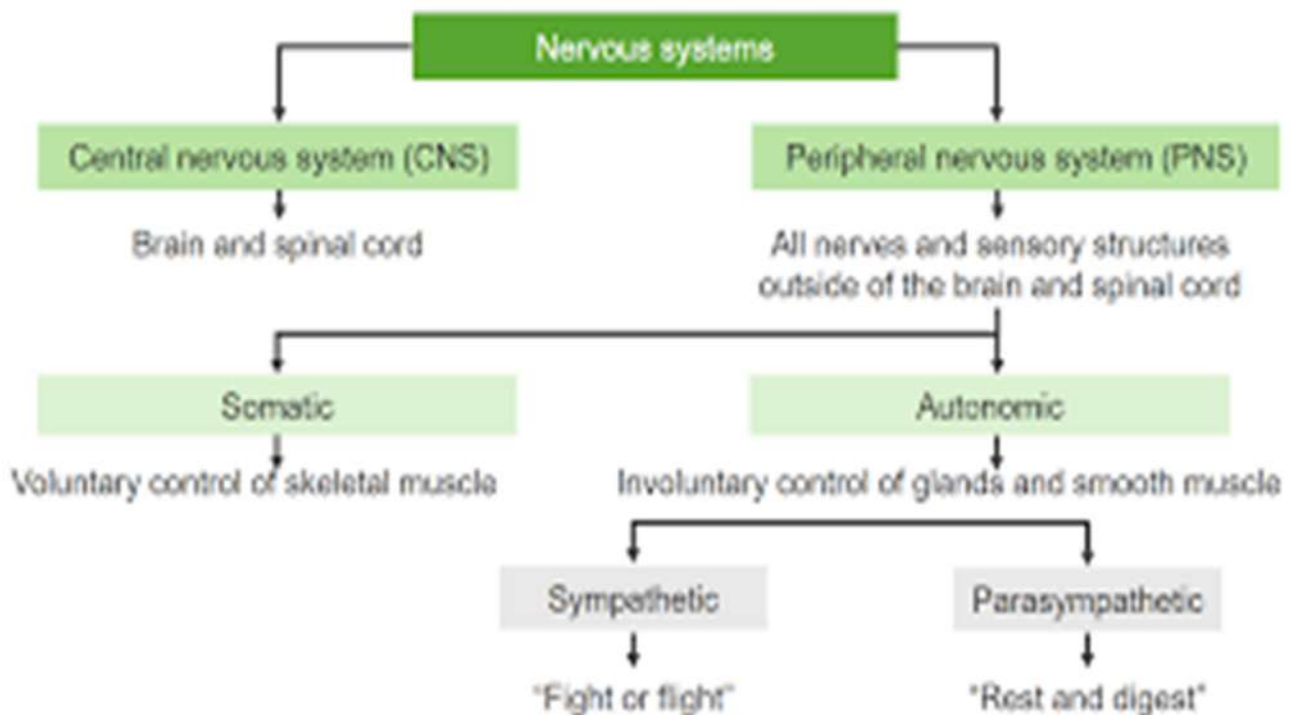 Nervous systems
Central nervous system (CNS)
Peripheral nervous system (PNS)
Brain and spinal cord
All nerves and sensory structures
outside of the brain and spinal cord
Somatic
Autonomic
Voluntary control of skeletal muscle
Involuntary control of glands and smooth muscle
Sympathetic
Parasympathetic
"Fight or flight"
"Rest and digest"